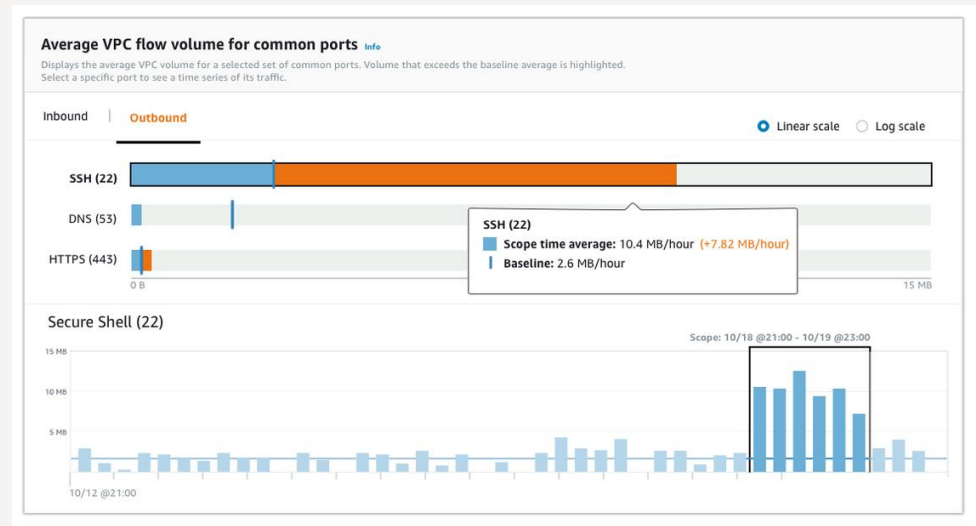 Average VPC flow volume for common ports Info
Displays the average VPC volume for a selected set of common ports. Volume that exceeds the baseline average is highlighted.
Select a specific port to see a time series of its traffic.
Inbound | Outbound
Linear scale Log scale
SSH (22)
DNS (53)
HTTPS (443)
SSH (22)
Scope time average: 10.4 MB/hour (+7.82 MB/hour)
Baseline: 2.6 MB/hour
0 B 15 MB
Secure Shell (22)
Scope: 10/18 @21:00 - 10/19 @23:00
15 MB
10 MB
5 MB
10/12 @21:00